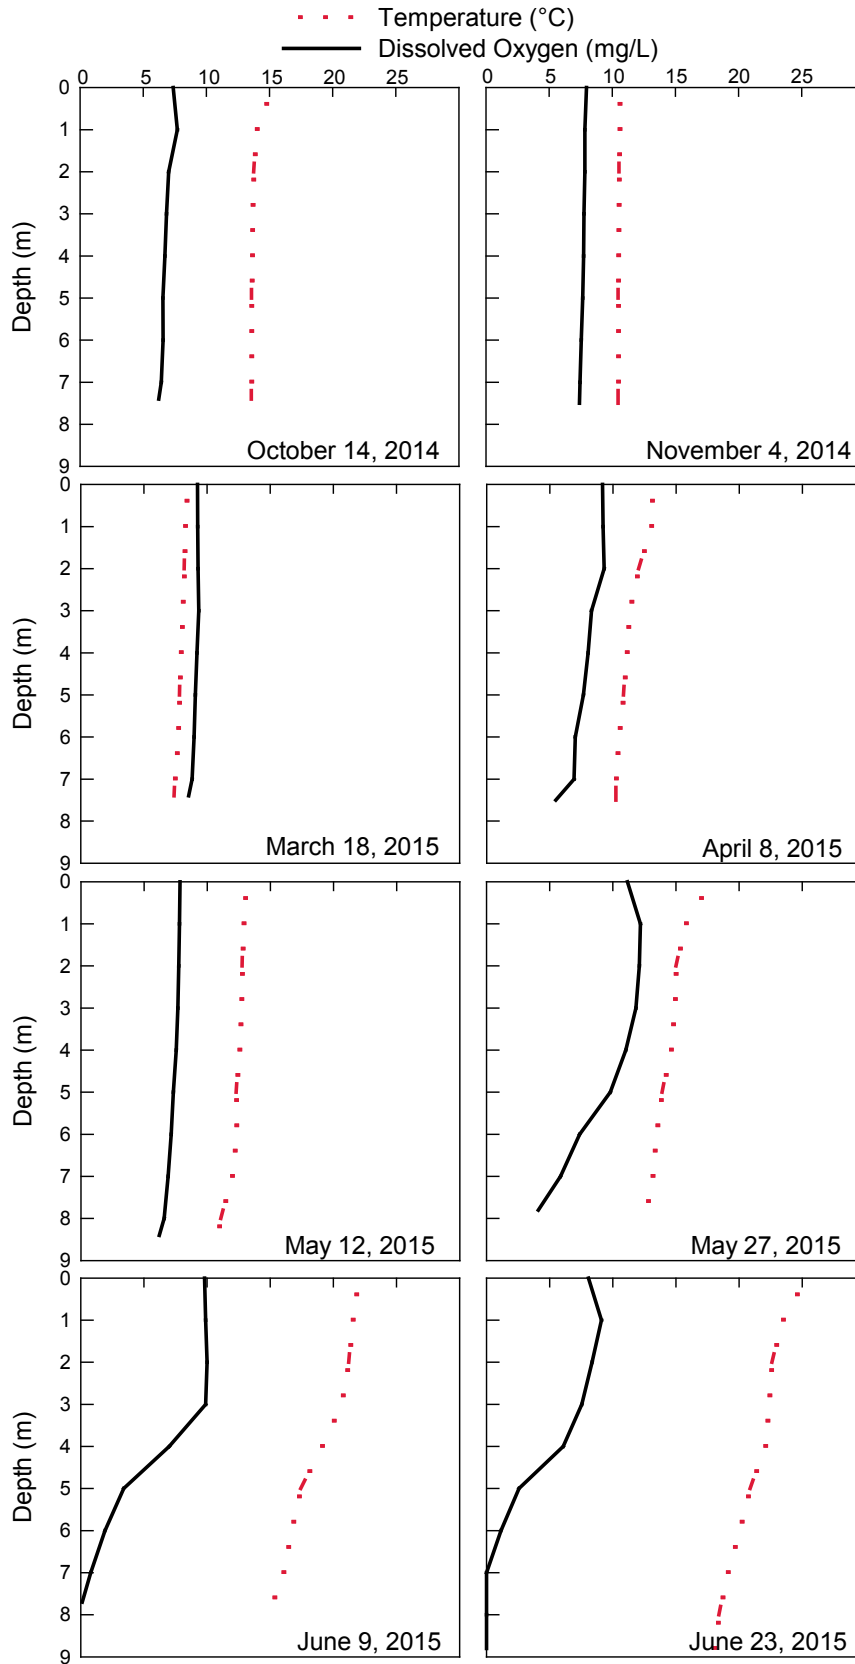 Temperature (°C)
Dissolved Oxygen (mg/L)
0 5 10 15 20 25
0 5 10 15 20 25
0
1
2
3
4
5
6
7
8
9
Depth (m)
October 14, 2014
November 4, 2014
0
1
2
3
4
5
6
7
8
9
Depth (m)
March 18, 2015
April 8, 2015
0
1
2
3
4
5
6
7
8
9
Depth (m)
May 12, 2015
May 27, 2015
0
1
2
3
4
5
6
7
8
9
Depth (m)
June 9, 2015
June 23, 2015